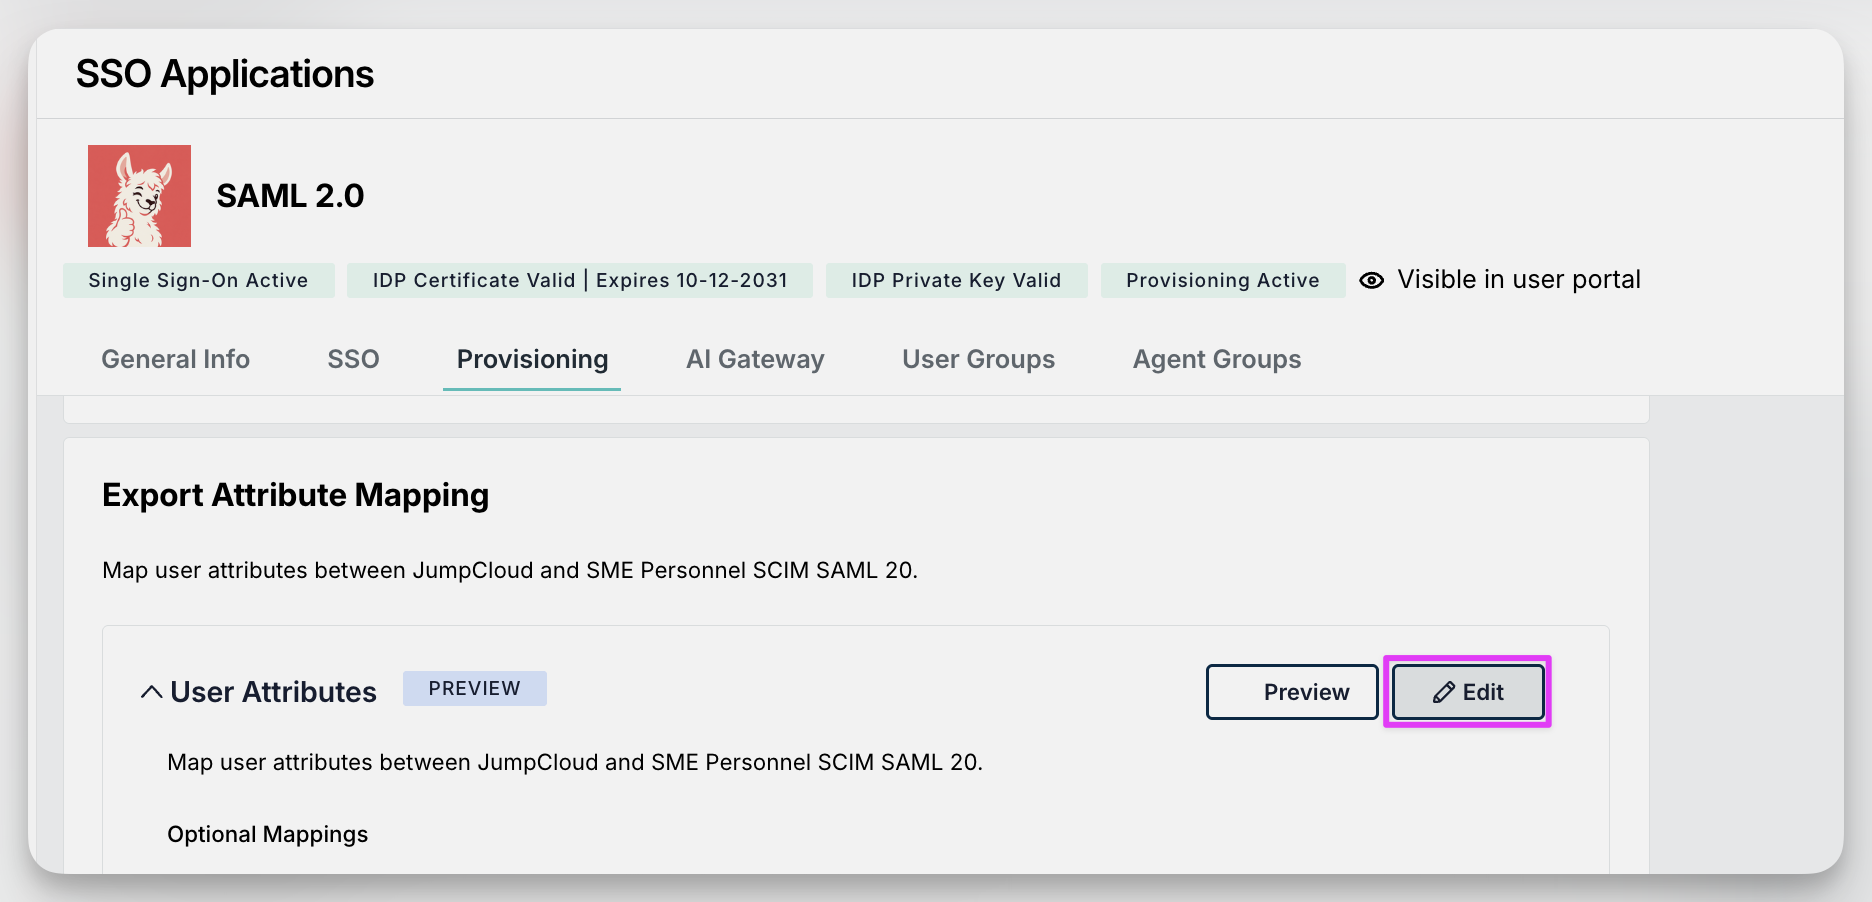 SSO Applications
SAML 2.0
Single Sign-On Active
IDP Certificate Valid | Expires 10-12-2031
IDP Private Key Valid
Provisioning Active
Visible in user portal
General Info
SSO
Provisioning
AI Gateway
User Groups
Agent Groups
Export Attribute Mapping
Map user attributes between JumpCloud and SME Personnel SCIM SAML 20.
User Attributes
PREVIEW
Preview
Edit
Map user attributes between JumpCloud and SME Personnel SCIM SAML 20.
Optional Mappings